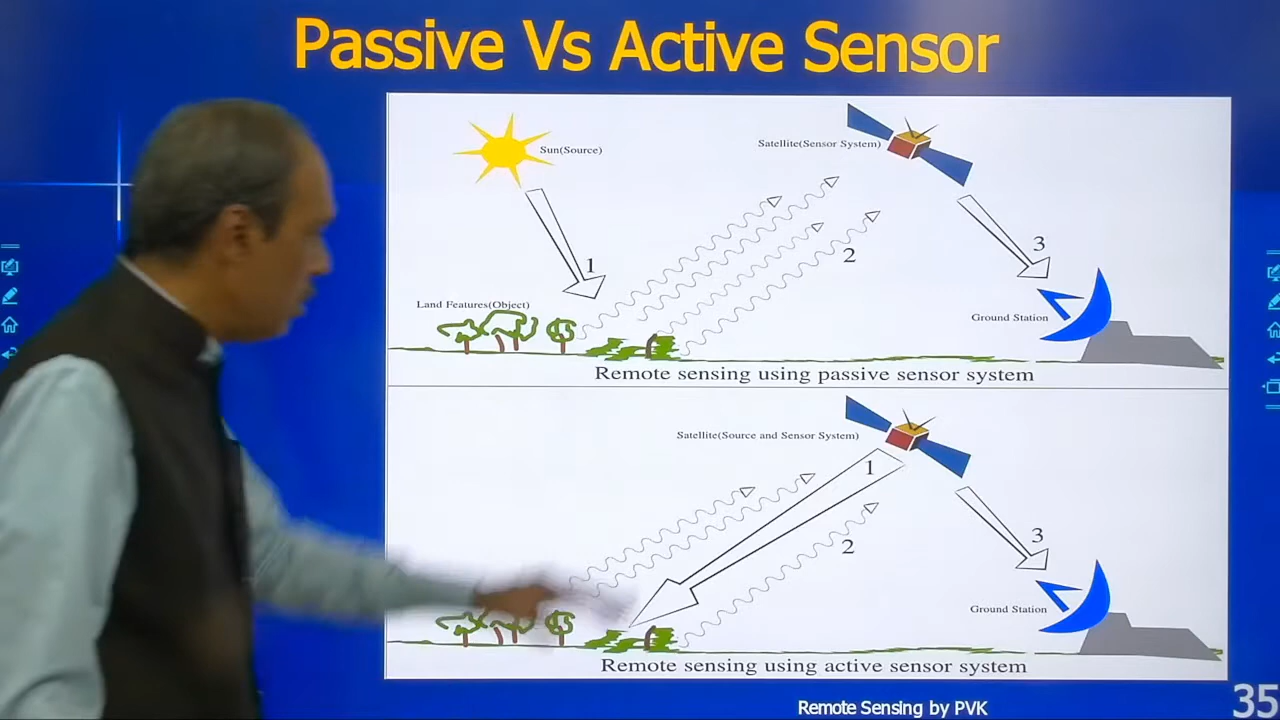 Passive Vs Active Sensor
Sun(Source)
Satellite(Sensor System)
1
2
3
Land Features(Object)
Ground Station
Remote sensing using passive sensor system
Satellite(Source and Sensor System)
1
2
3
Ground Station
Remote sensing using active sensor system
Remote Sensing by PVK
35